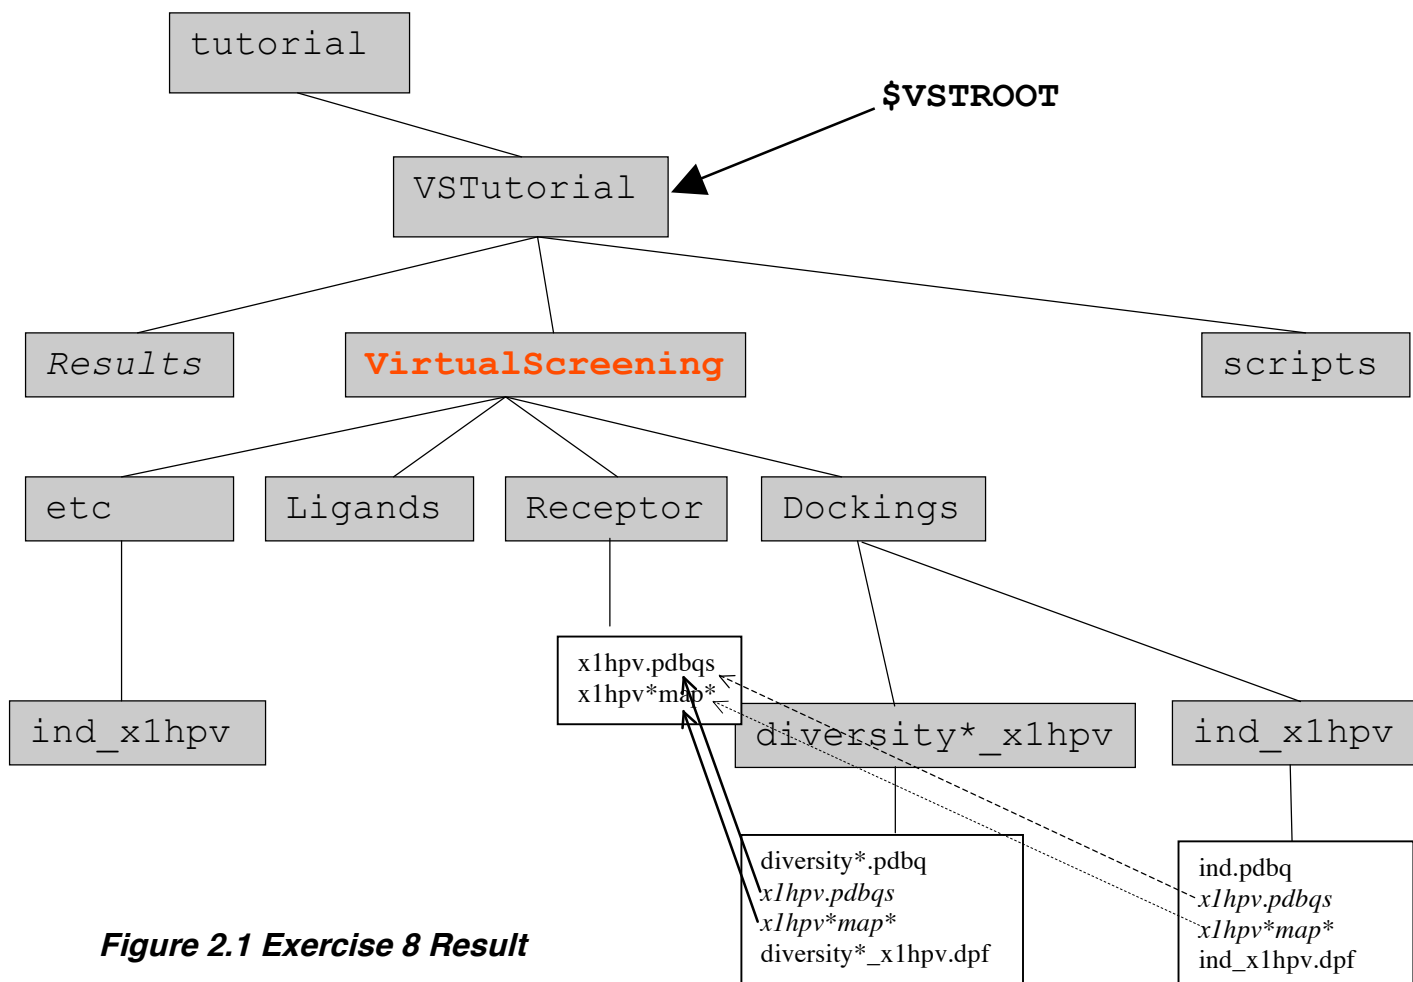 tutorial
$VSTROOT
VSTutorial
Results
VirtualScreening
scripts
etc
Ligands
Receptor
Dockings
x1hpv.pdbqs
x1hpv*map*
ind_x1hpv
diversity*_x1hpv
ind_x1hpv
diversity*.pdbq
x1hpv.pdbqs
x1hpv*map*
diversity*_x1hpv.dpf
ind.pdbq
x1hpv.pdbqs
x1hpv*map*
ind_x1hpv.dpf
Figure 2.1 Exercise 8 Result